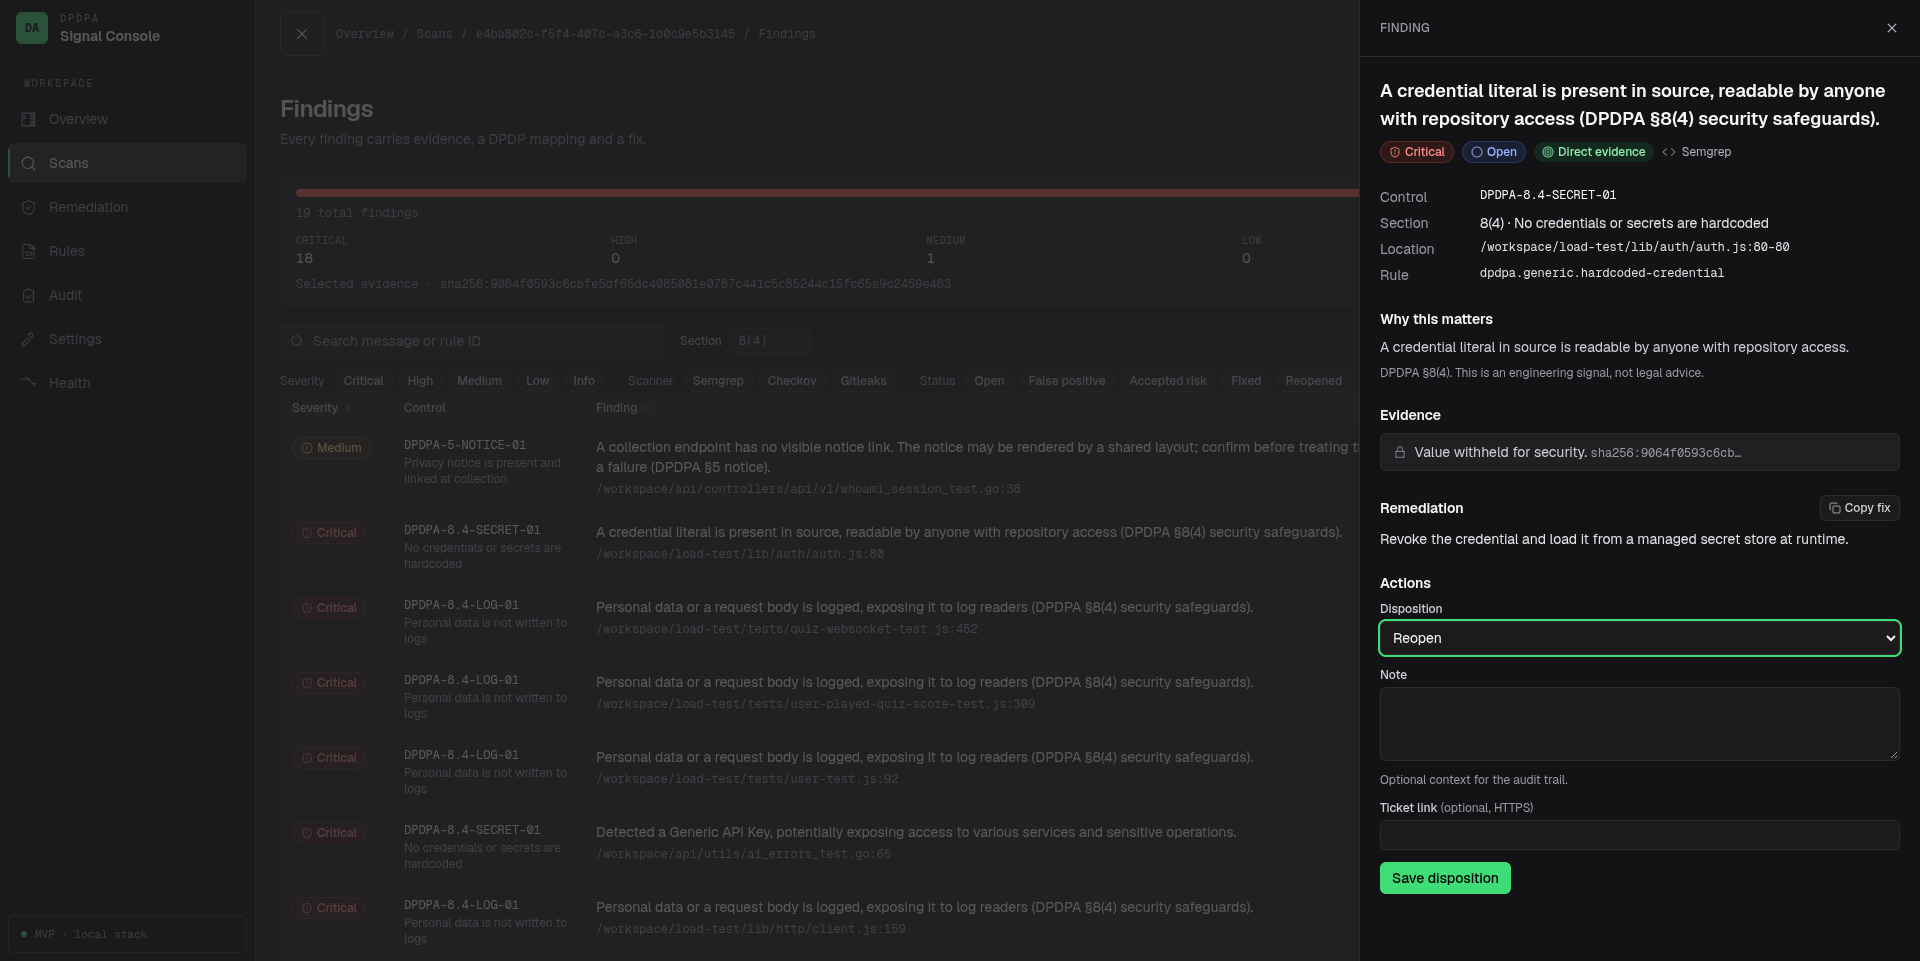 DA
DPDPA
Signal Console
WORKSPACE
Overview
Scans
Remediation
Rules
Audit
Settings
Health
MVP · local stack
Overview / Scans / e4ba802c-f5f4-407c-a3c6-1d0c9e5b3145 / Findings
Findings
Every finding carries evidence, a DPDP mapping and a fix.
19 total findings
CRITICAL HIGH MEDIUM LOW
18 0 1 0
Selected evidence · sha256:9064f0593c6cbfe5df65dc4085081e0787c441c5c85244c15fc65a9c2459e463
Search message or rule ID Section 8(4)
Severity Critical High Medium Low Info Scanner Semgrep Checkov Gitleaks Status Open False positive Accepted risk Fixed Reopened
Severity Control Finding
Medium DPDPA-5-NOTICE-01
Privacy notice is present and
linked at collection
A collection endpoint has no visible notice link. The notice may be rendered by a shared layout; confirm before treating
a failure (DPDPA §5 notice).
/workspace/api/controllers/api/v1/whoami_session_test.go:38
Critical DPDPA-8.4-SECRET-01
No credentials or secrets are
hardcoded
A credential literal is present in source, readable by anyone with repository access (DPDPA §8(4) security safeguards).
/workspace/load-test/lib/auth/auth.js:80
Critical DPDPA-8.4-LOG-01
Personal data is not written to
logs
Personal data or a request body is logged, exposing it to log readers (DPDPA §8(4) security safeguards).
/workspace/load-test/tests/quiz-websocket-test.js:452
Critical DPDPA-8.4-LOG-01
Personal data is not written to
logs
Personal data or a request body is logged, exposing it to log readers (DPDPA §8(4) security safeguards).
/workspace/load-test/tests/user-played-quiz-score-test.js:309
Critical DPDPA-8.4-LOG-01
Personal data is not written to
logs
Personal data or a request body is logged, exposing it to log readers (DPDPA §8(4) security safeguards).
/workspace/load-test/tests/user-test.js:92
Critical DPDPA-8.4-SECRET-01
No credentials or secrets are
hardcoded
Detected a Generic API Key, potentially exposing access to various services and sensitive operations.
/workspace/api/utils/ai_errors_test.go:65
Critical DPDPA-8.4-LOG-01
Personal data is not written to
logs
Personal data or a request body is logged, exposing it to log readers (DPDPA §8(4) security safeguards).
/workspace/load-test/lib/http/client.js:159
FINDING
A credential literal is present in source, readable by anyone
with repository access (DPDPA §8(4) security safeguards).
Critical Open Direct evidence Semgrep
Control DPDPA-8.4-SECRET-01
Section 8(4) · No credentials or secrets are hardcoded
Location /workspace/load-test/lib/auth/auth.js:80-80
Rule dpdpa.generic.hardcoded-credential
Why this matters
A credential literal in source is readable by anyone with repository access.
DPDPA §8(4). This is an engineering signal, not legal advice.
Evidence
Value withheld for security. sha256:9064f0593c6cb…
Remediation Copy fix
Revoke the credential and load it from a managed secret store at runtime.
Actions
Disposition
Reopen
Note
Optional context for the audit trail.
Ticket link (optional, HTTPS)
Save disposition